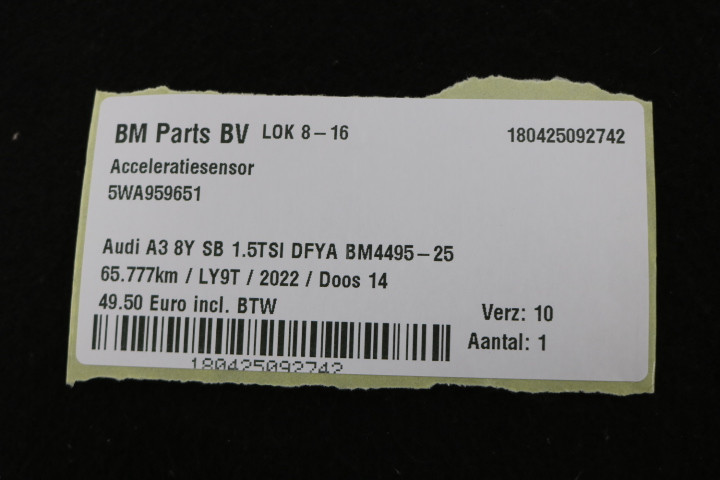 BM Parts BV LOK 8-16 180425092742
Acceleratiesensor
5WA959651
Audi A3 8Y SB 1.5TSI DFYA BM4495-25
65.777km / LY9T / 2022 / Doos 14
49.50 Euro incl. BTW Verz: 10
Aantal: 1
180425092742